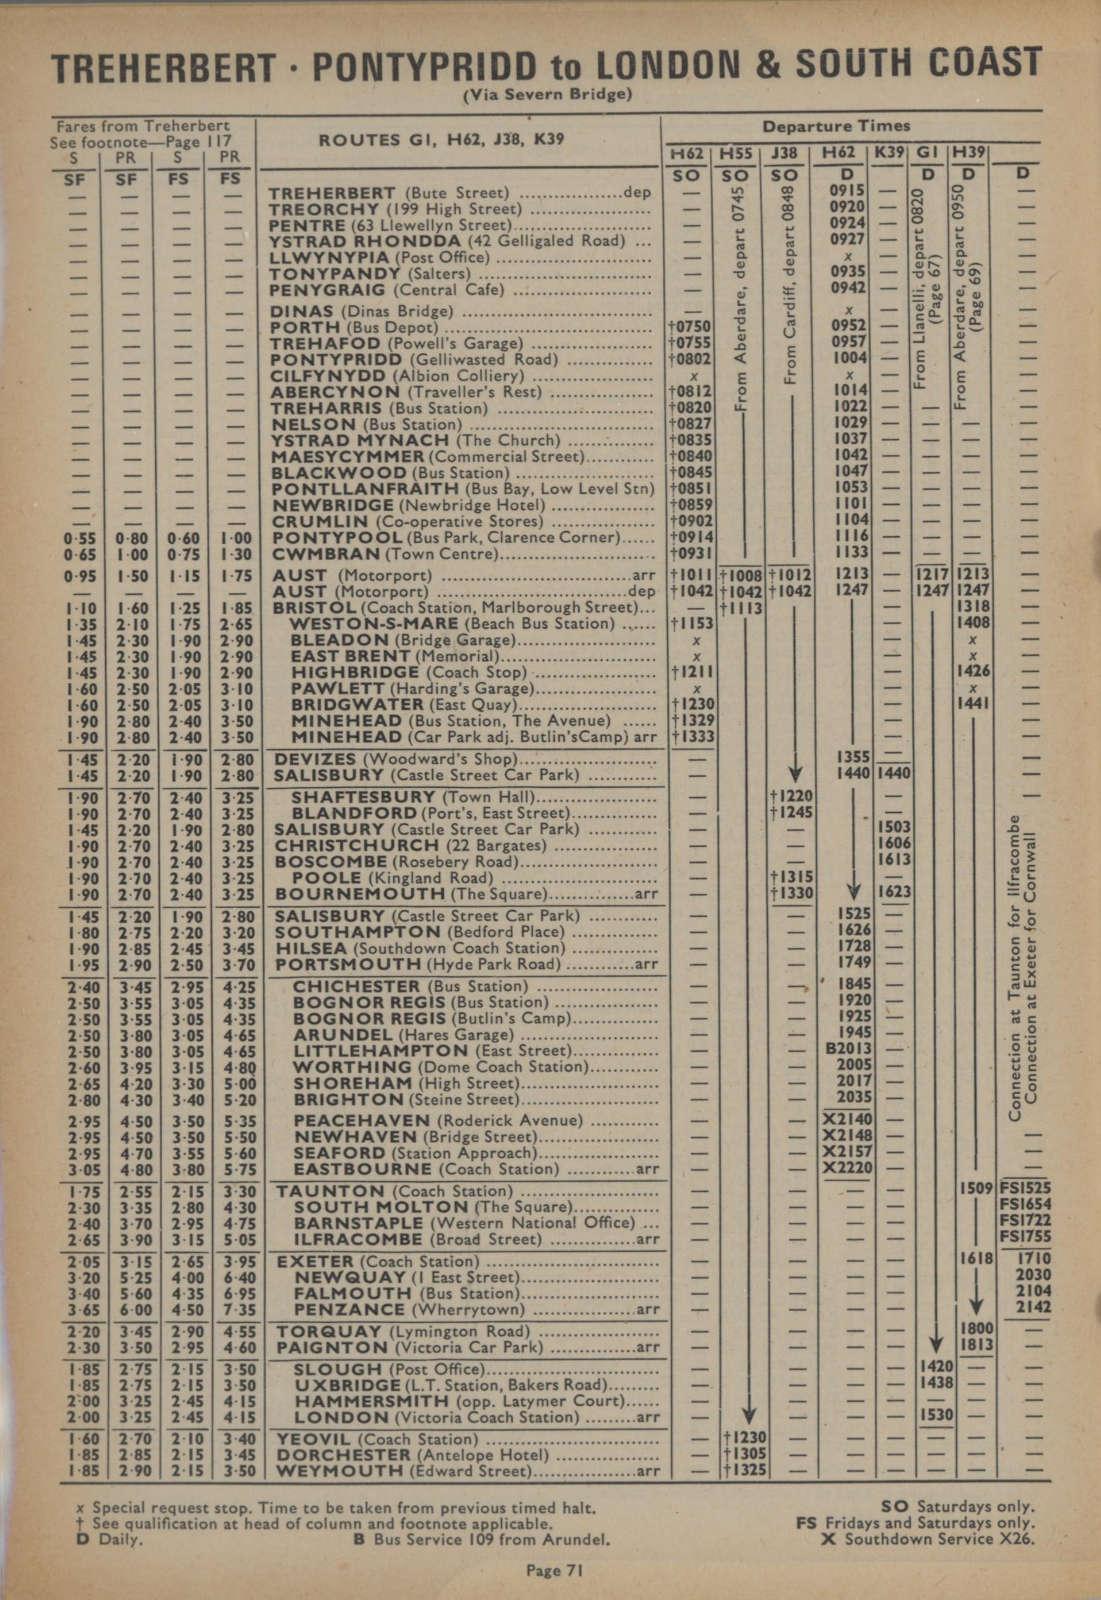 TREHERBERT · PONTYPRIDD to LONDON & SOUTH COAST
(Via Severn Bridge)
Fares from Treherbert
See footnote—Page 117
ROUTES G1, H62, J38, K39
Departure Times
S PR S PR H62 H55 J38 H62 K39 G1 H39
SF SF FS FS SO SO SO D D D D
From Aberdare, depart 0745
From Cardiff, depart 0848
From Llanelli, depart 0820
(Page 67)
From Aberdare, depart 0950
(Page 69)
— — — — TREHERBERT (Bute Street) ..................dep — 0915 — —
— — — — TREORCHY (199 High Street) ..................... — 0920 — —
— — — — PENTRE (63 Llewellyn Street)........................ — 0924 — —
— — — — YSTRAD RHONDDA (42 Gelligaled Road) ... — 0927 — —
— — — — LLWYNYPIA (Post Office) .......................... — x — —
— — — — TONYPANDY (Salters) ............................. — 0935 — —
— — — — PENYGRAIG (Central Cafe) ........................ — 0942 — —
— — — — DINAS (Dinas Bridge) ................................ — x — —
— — — — PORTH (Bus Depot) ................................... †0750 0952 — —
— — — — TREHAFOD (Powell's Garage) ..................... †0755 0957 — —
— — — — PONTYPRIDD (Gelliwasted Road) .............. †0802 1004 — —
— — — — CILFYNYDD (Albion Colliery) ..................... x x — —
— — — — ABERCYNON (Traveller's Rest) .................. †0812 1014 — —
— — — — TREHARRIS (Bus Station) .......................... †0820 1022 — — —
— — — — NELSON (Bus Station) ................................ †0827 1029 — — — —
— — — — YSTRAD MYNACH (The Church) ............... †0835 1037 — — — —
— — — — MAESYCYMMER (Commercial Street)............ †0840 1042 — — — —
— — — — BLACKWOOD (Bus Station) ........................ †0845 1047 — — — —
— — — — PONTLLANFRAITH (Bus Bay, Low Level Stn) †0851 1053 — — — —
— — — — NEWBRIDGE (Newbridge Hotel) .................. †0859 1101 — — — —
— — — — CRUMLIN (Co-operative Stores) .................. †0902 1104 — — — —
0·55 0·80 0·60 1·00 PONTYPOOL (Bus Park, Clarence Corner)...... †0914 1116 — — — —
0·65 1·00 0·75 1·30 CWMBRAN (Town Centre)........................... †0931 1133 — — — —
0·95 1·50 1·15 1·75 AUST (Motorport) ..................................arr †1011 †1008 †1012 1213 — 1217 1213 —
— — — — AUST (Motorport) ..................................dep †1042 †1042 †1042 1247 — 1247 1247 —
1·10 1·60 1·25 1·85 BRISTOL (Coach Station, Marlborough Street)... — †1113 1318 —
1·35 2·10 1·75 2·65 WESTON-S-MARE (Beach Bus Station) ...... †1153 — 1408 —
1·45 2·30 1·90 2·90 BLEADON (Bridge Garage)........................ x — x —
1·45 2·30 1·90 2·90 EAST BRENT (Memorial).......................... x — x —
1·45 2·30 1·90 2·90 HIGHBRIDGE (Coach Stop) ..................... †1211 — 1426 —
1·60 2·50 2·05 3·10 PAWLETT (Harding's Garage).................... x — x —
1·60 2·50 2·05 3·10 BRIDGWATER (East Quay)........................ †1230 — 1441 —
1·90 2·80 2·40 3·50 MINEHEAD (Bus Station, The Avenue) ...... †1329 — —
1·90 2·80 2·40 3·50 MINEHEAD (Car Park adj. Butlin'sCamp) arr †1333 — —
1·45 2·20 1·90 2·80 DEVIZES (Woodward's Shop)........................ — 1355 — —
1·45 2·20 1·90 2·80 SALISBURY (Castle Street Car Park) ............ — 1440 1440 —
1·90 2·70 2·40 3·25 SHAFTESBURY (Town Hall)..................... — †1220 — —
1·90 2·70 2·40 3·25 BLANDFORD (Port's, East Street)............... — †1245 —
1·45 2·20 1·90 2·80 SALISBURY (Castle Street Car Park) ............ — — 1503
1·90 2·70 2·40 3·25 CHRISTCHURCH (22 Bargates) .................. — — 1606
1·90 2·70 2·40 3·25 BOSCOMBE (Rosebery Road)........................ — — 1613
1·90 2·70 2·40 3·25 POOLE (Kingland Road) ........................... — †1315 —
1·90 2·70 2·40 3·25 BOURNEMOUTH (The Square)...............arr — †1330 1623
1·45 2·20 1·90 2·80 SALISBURY (Castle Street Car Park) ............ — — 1525 —
1·80 2·75 2·20 3·20 SOUTHAMPTON (Bedford Place) ............... — — 1626 —
1·90 2·85 2·45 3·45 HILSEA (Southdown Coach Station) ............... — — 1728 —
1·95 2·90 2·50 3·70 PORTSMOUTH (Hyde Park Road) ............arr — — 1749 —
2·40 3·45 2·95 4·25 CHICHESTER (Bus Station) ..................... — — 1845 —
2·50 3·55 3·05 4·35 BOGNOR REGIS (Bus Station) .................. — — 1920 —
2·50 3·55 3·05 4·35 BOGNOR REGIS (Butlin's Camp)............... — — 1925 —
2·50 3·80 3·05 4·65 ARUNDEL (Hares Garage) ........................ — — 1945 —
2·50 3·80 3·05 4·65 LITTLEHAMPTON (East Street)............... — — B2013 —
2·60 3·95 3·15 4·80 WORTHING (Dome Coach Station)............ — — 2005 —
2·65 4·20 3·30 5·00 SHOREHAM (High Street)........................ — — 2017 —
2·80 4·30 3·40 5·20 BRIGHTON (Steine Street)........................ — — 2035 —
2·95 4·50 3·50 5·35 PEACEHAVEN (Roderick Avenue) ............ — — X2140 —
2·95 4·50 3·50 5·50 NEWHAVEN (Bridge Street)..................... — — X2148 — —
2·95 4·70 3·55 5·60 SEAFORD (Station Approach)..................... — — X2157 — —
3·05 4·80 3·80 5·75 EASTBOURNE (Coach Station) ............arr — — X2220 — —
Connection at Taunton for Ilfracombe
Connection at Exeter for Cornwall
1·75 2·55 2·15 3·30 TAUNTON (Coach Station) ........................ — — — — 1509 FS1525
2·30 3·35 2·80 4·30 SOUTH MOLTON (The Square)............... — — — — FS1654
2·40 3·70 2·95 4·75 BARNSTAPLE (Western National Office) ... — — — — FS1722
2·65 3·90 3·15 5·05 ILFRACOMBE (Broad Street) ...............arr — — — — FS1755
2·05 3·15 2·65 3·95 EXETER (Coach Station) ........................... — — — — 1618 1710
3·20 5·25 4·00 6·40 NEWQUAY (1 East Street)........................ — — — — 2030
3·40 5·60 4·35 6·95 FALMOUTH (Bus Station)........................ — — — — 2104
3·65 6·00 4·50 7·35 PENZANCE (Wherrytown) ..................arr — — — — 2142
2·20 3·45 2·90 4·55 TORQUAY (Lymington Road) ..................... — — — — 1800 —
2·30 3·50 2·95 4·60 PAIGNTON (Victoria Car Park) ...............arr — — — — 1813 —
1·85 2·75 2·15 3·50 SLOUGH (Post Office).............................. — — — — 1420 — —
1·85 2·75 2·15 3·50 UXBRIDGE (L.T. Station, Bakers Road)......... — — — — 1438 — —
2·00 3·25 2·45 4·15 HAMMERSMITH (opp. Latymer Court)...... — — — — — — —
2·00 3·25 2·45 4·15 LONDON (Victoria Coach Station) .........arr — — — — 1530 — —
1·60 2·70 2·10 3·40 YEOVIL (Coach Station) ........................... — †1230 — — — — — —
1·85 2·85 2·15 3·45 DORCHESTER (Antelope Hotel) .................. — †1305 — — — — — —
1·85 2·90 2·15 3·50 WEYMOUTH (Edward Street)..................arr — †1325 — — — — — —
x Special request stop. Time to be taken from previous timed halt.
SO Saturdays only.
† See qualification at head of column and footnote applicable.
FS Fridays and Saturdays only.
D Daily.
B Bus Service 109 from Arundel.
X Southdown Service X26.
Page 71